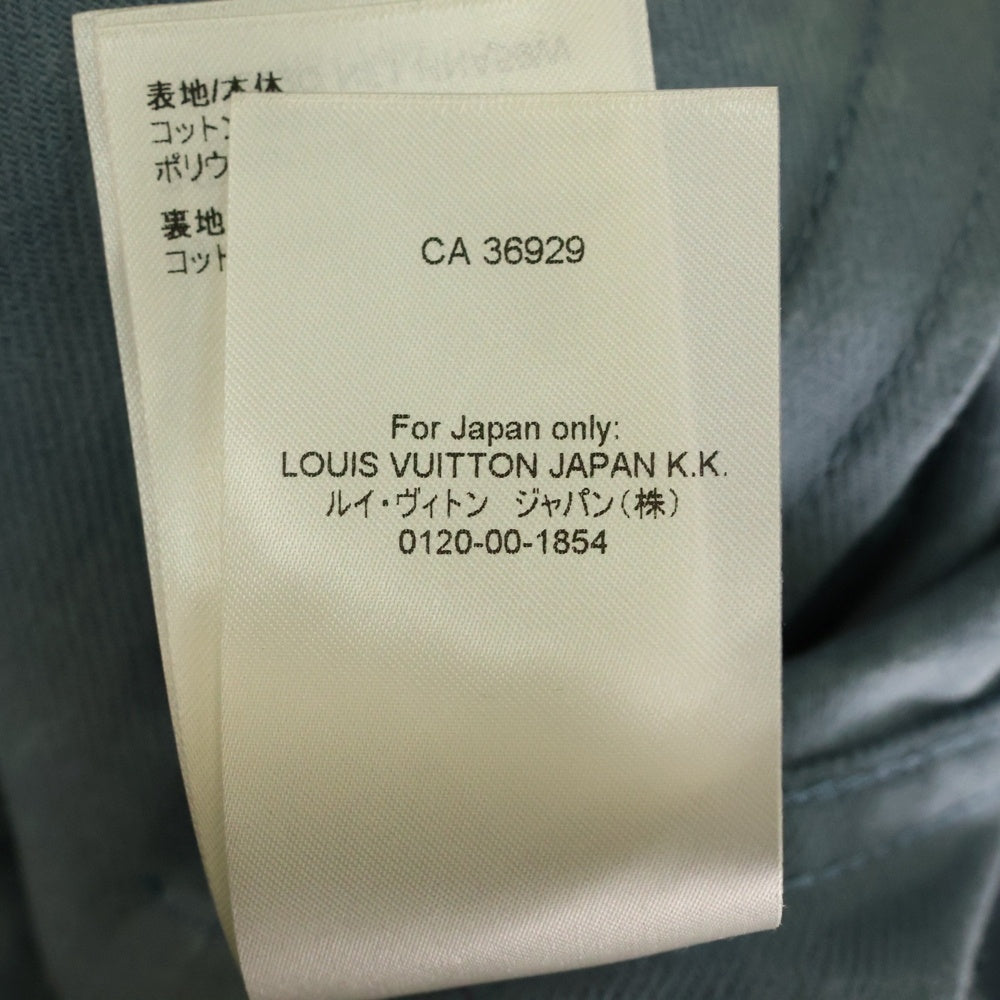 表地/本体
コット
ポリウ
裏地
コット
CA 36929
For Japan only:
LOUIS VUITTON JAPAN K.K.
ルイ・ヴィトン ジャパン(株)
0120-00-1854